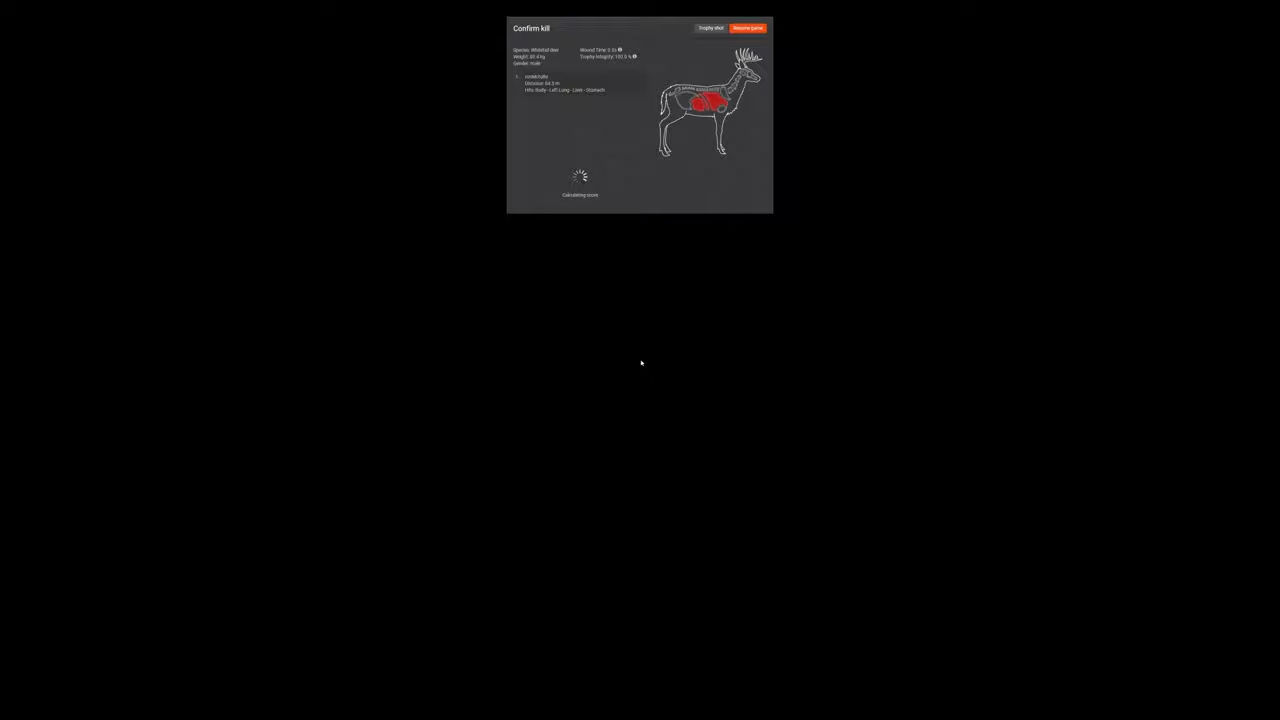 Confirm kill
Trophy shot
Resume game
Species: Whitetail deer
Wound Time: 0.0s
Weight: 80.4 kg
Trophy Integrity: 100.0 %
Gender: male
1.
Distance: 64.3 m
Hits: Body - Left Lung - Liver - Stomach
Calculating score